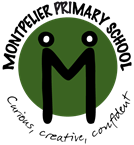 MONTPELIER PRIMARY SCHOOL
Curious, creative, confident